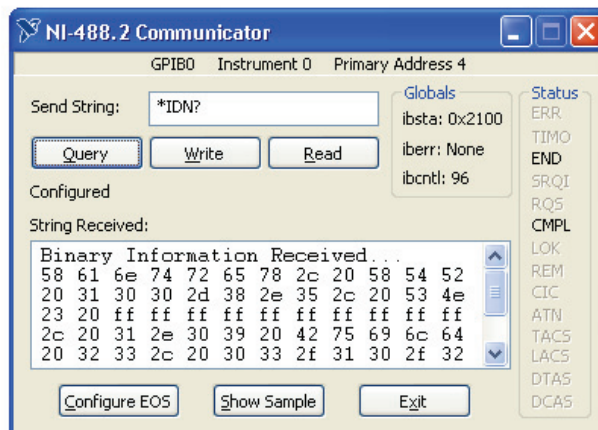 NI-488.2 Communicator
GPIB0 Instrument 0 Primary Address 4
Send String:
*IDN?
Query Write Read
Configured
String Received:
Binary Information Received...
58 61 6e 74 72 65 78 2c 20 58 54 52
20 31 30 30 2d 38 2e 35 2c 20 53 4e
23 20 ff ff ff ff ff ff ff ff ff ff
2c 20 31 2e 30 39 20 42 75 69 6c 64
20 32 33 2c 20 30 33 2f 31 30 2f 32
Configure EOS Show Sample Exit
Globals
ibsta: 0x2100
iberr: None
ibcntl: 96
Status
ERR
TIMO
END
SRQI
RQS
CMPL
LOK
REM
CIC
ATN
TACS
LACS
DTAS
DCAS